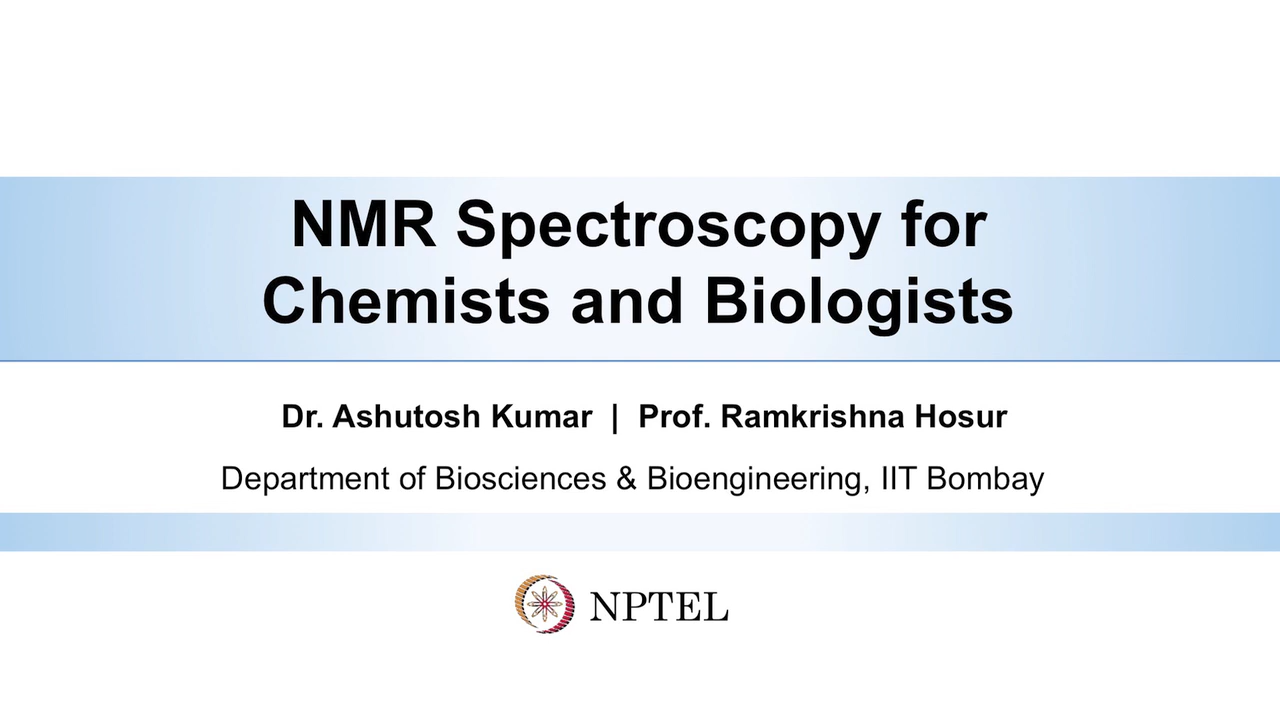 NMR Spectroscopy for
Chemists and Biologists
Dr. Ashutosh Kumar | Prof. Ramkrishna Hosur
Department of Biosciences & Bioengineering, IIT Bombay
NPTEL